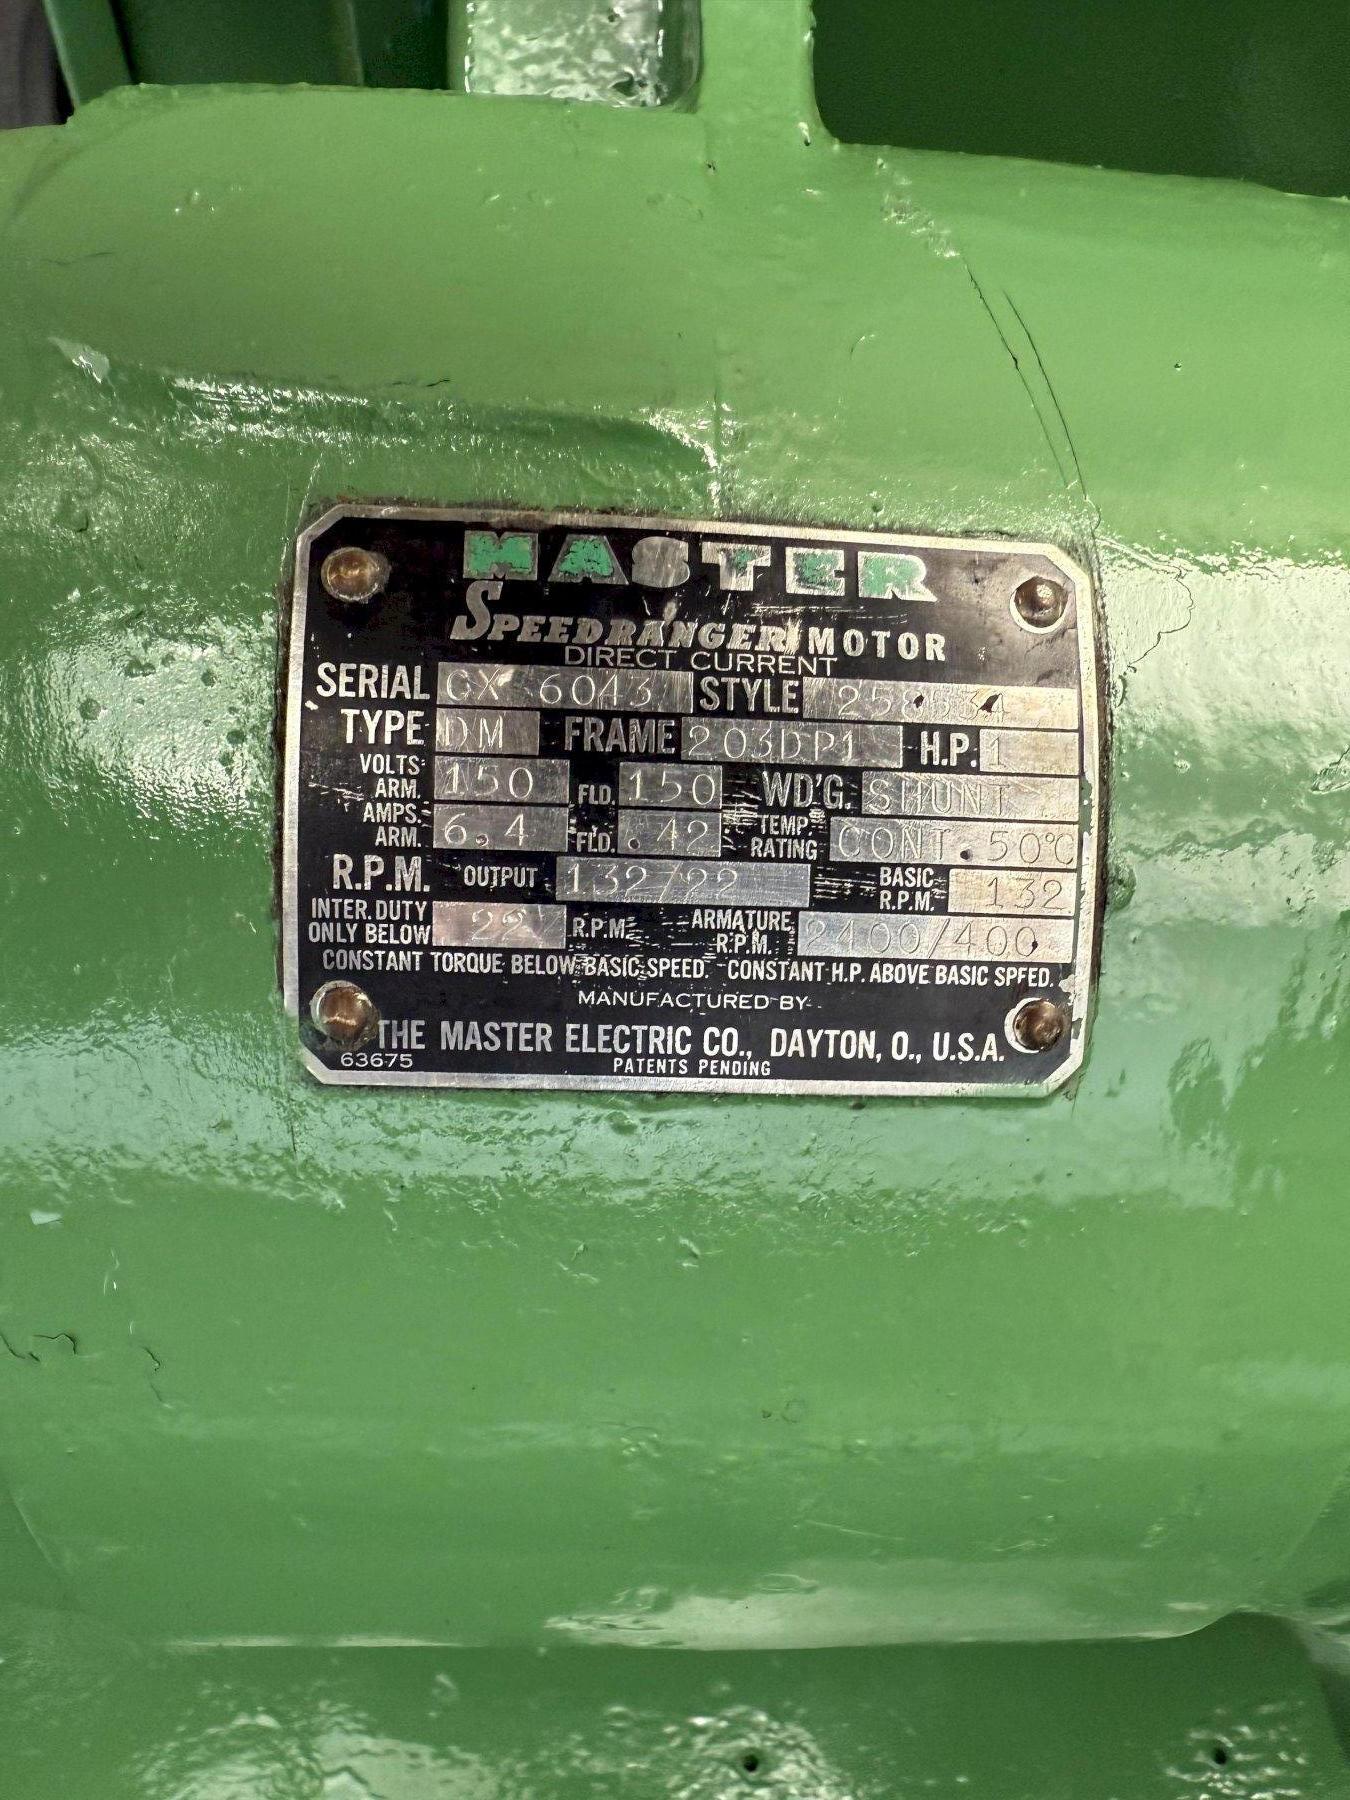 MASTER
SPEEDRANGER MOTOR
DIRECT CURRENT
SERIAL CX 6043 STYLE 258534
TYPE DM FRAME 203DP1 H.P. 1
VOLTS ARM. 150 FLD. 150 WD'G. SHUNT
AMPS. ARM. 6.4 FLD. .42 TEMP. RATING CONT. 50°C
R.P.M. OUTPUT 132/22 BASIC R.P.M. 132
INTER. DUTY ONLY BELOW 22 R.P.M. ARMATURE R.P.M. 2400/400
CONSTANT TORQUE BELOW BASIC SPEED. CONSTANT H.P. ABOVE BASIC SPEED.
MANUFACTURED BY
THE MASTER ELECTRIC CO., DAYTON, O., U.S.A.
63675 PATENTS PENDING